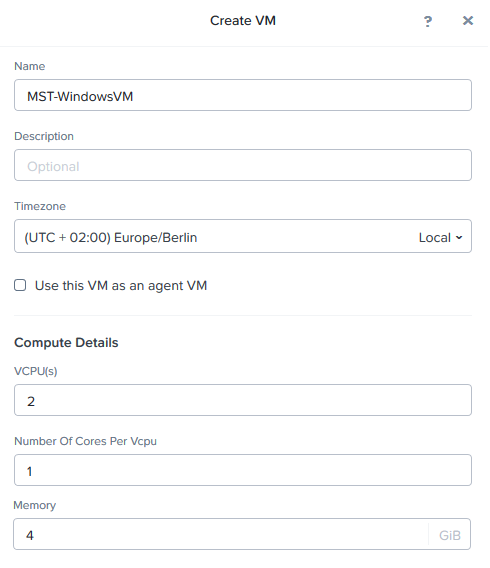 Create VM
?
Name
MST-WindowsVM
Description
Optional
Timezone
(UTC + 02:00) Europe/Berlin Local
Use this VM as an agent VM
Compute Details
VCPU(s)
2
Number Of Cores Per Vcpu
1
Memory
4 GiB